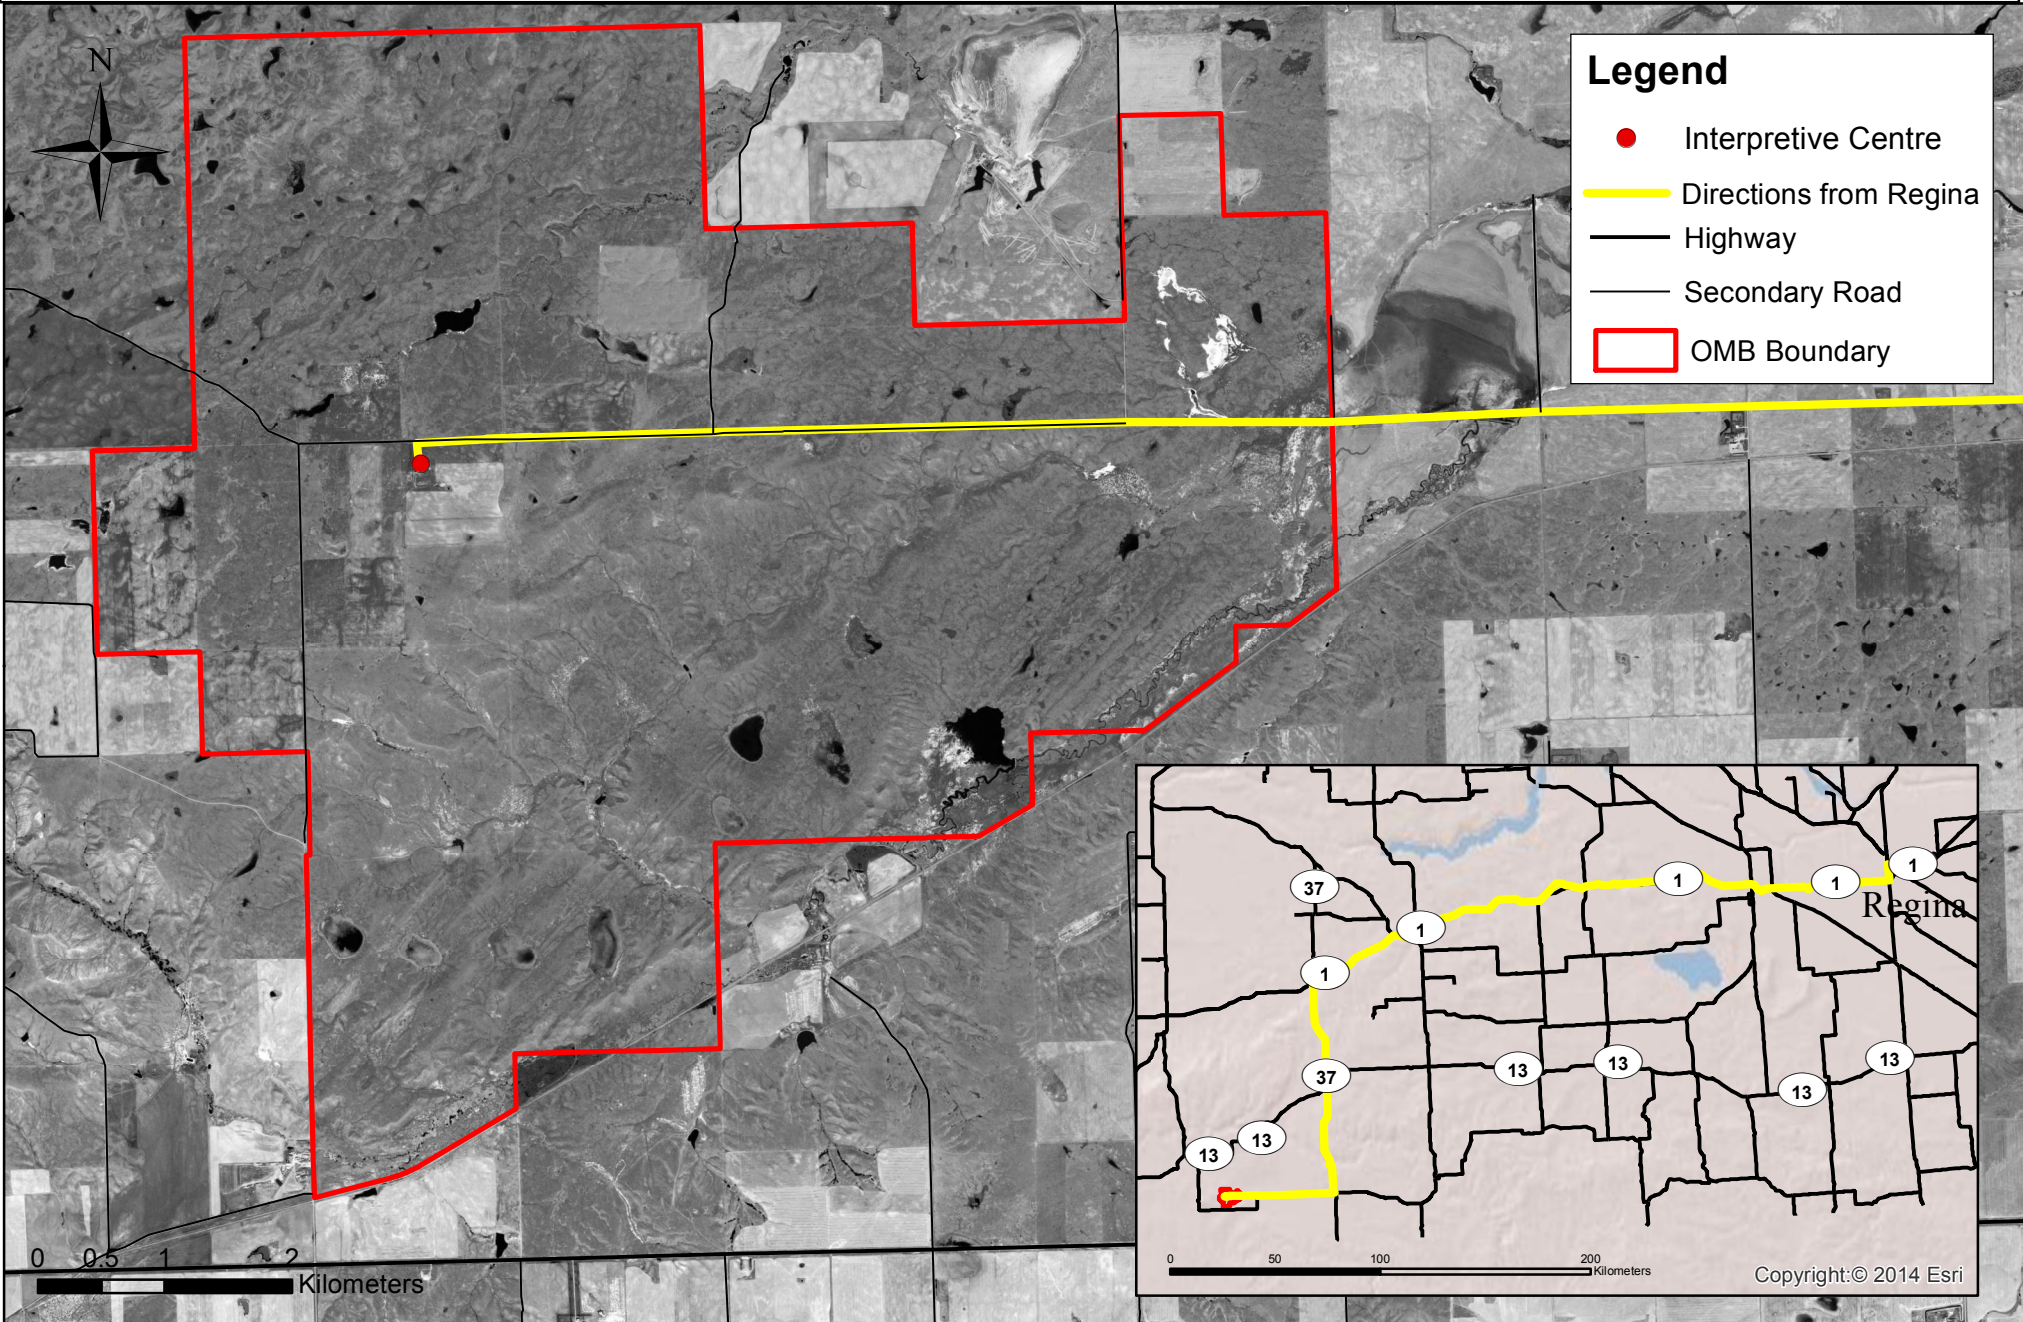 N
Legend
Interpretive Centre
Directions from Regina
Highway
Secondary Road
OMB Boundary
0 0.5 1 2
Kilometers
37
1
1
1
1
Regina
1
37
13
13
13
13
13
13
0 50 100 200
Kilometers
Copyright:© 2014 Esri